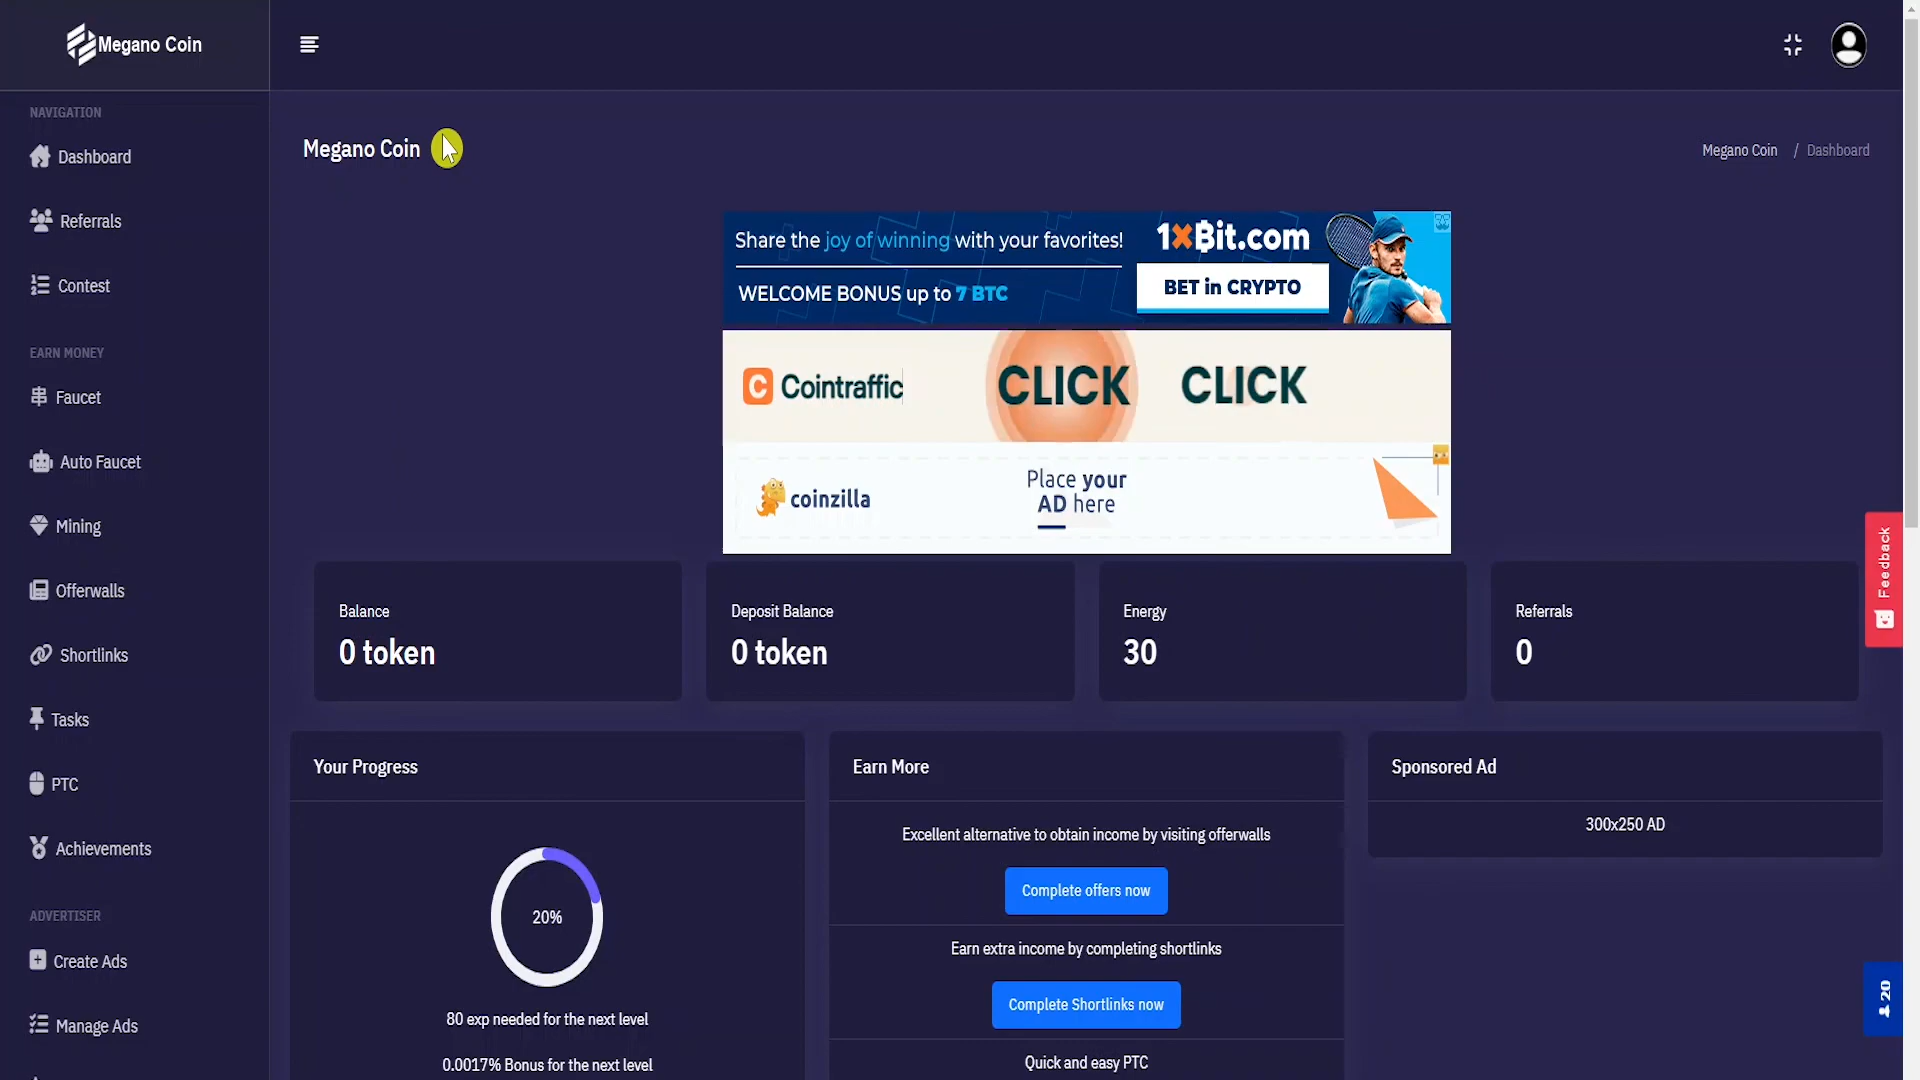 Megano Coin
NAVIGATION
Dashboard
Referrals
Contest
EARN MONEY
Faucet
Auto Faucet
Mining
Offerwalls
Shortlinks
Tasks
PTC
Achievements
ADVERTISER
Create Ads
Manage Ads
Megano Coin
Megano Coin / Dashboard
Share the joy of winning with your favorites!
WELCOME BONUS up to 7 BTC
1xBit.com
BET in CRYPTO
C Cointraffic
CLICK CLICK
coinzilla
Place your
AD here
Balance
0 token
Deposit Balance
0 token
Energy
30
Referrals
0
Your Progress
20%
80 exp needed for the next level
0.0017% Bonus for the next level
Earn More
Excellent alternative to obtain income by visiting offerwalls
Complete offers now
Earn extra income by completing shortlinks
Complete Shortlinks now
Quick and easy PTC
Sponsored Ad
300x250 AD
Feedback
20